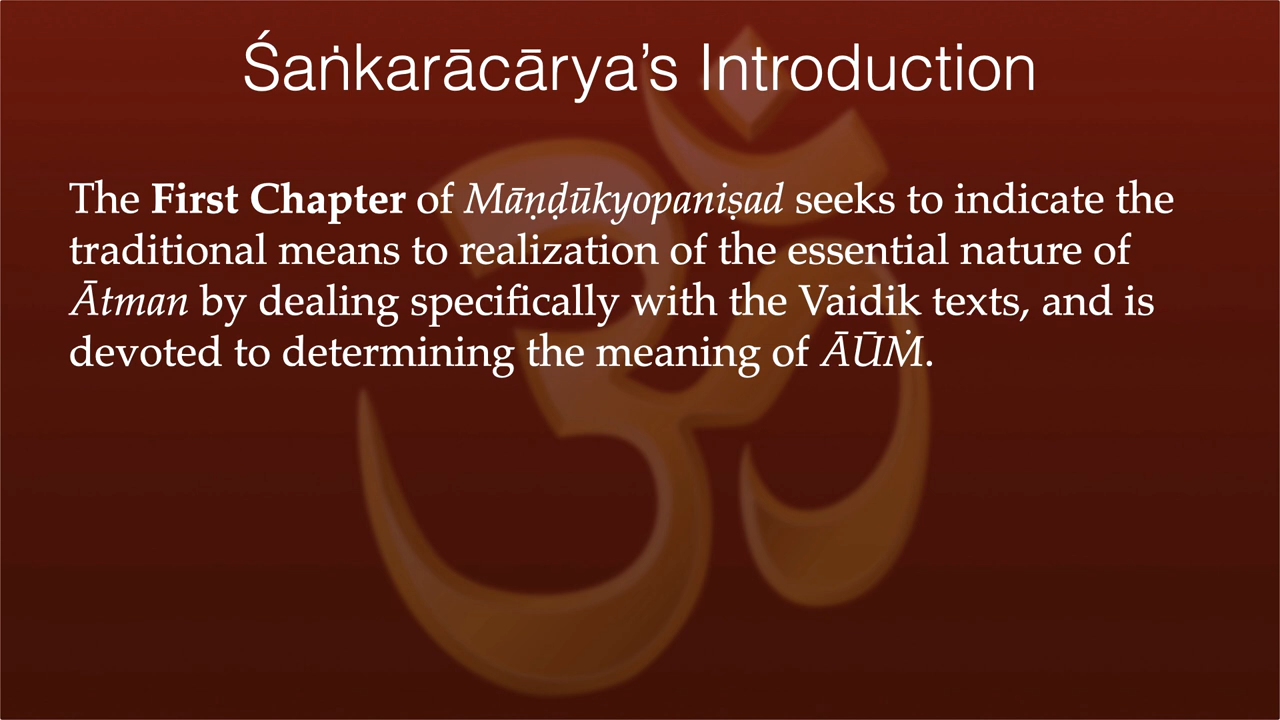 Śaṅkarācārya’s Introduction
The First Chapter of Māṇḍūkyopaniṣad seeks to indicate the
traditional means to realization of the essential nature of
Ātman by dealing specifically with the Vaidik texts, and is
devoted to determining the meaning of ĀŪṀ.